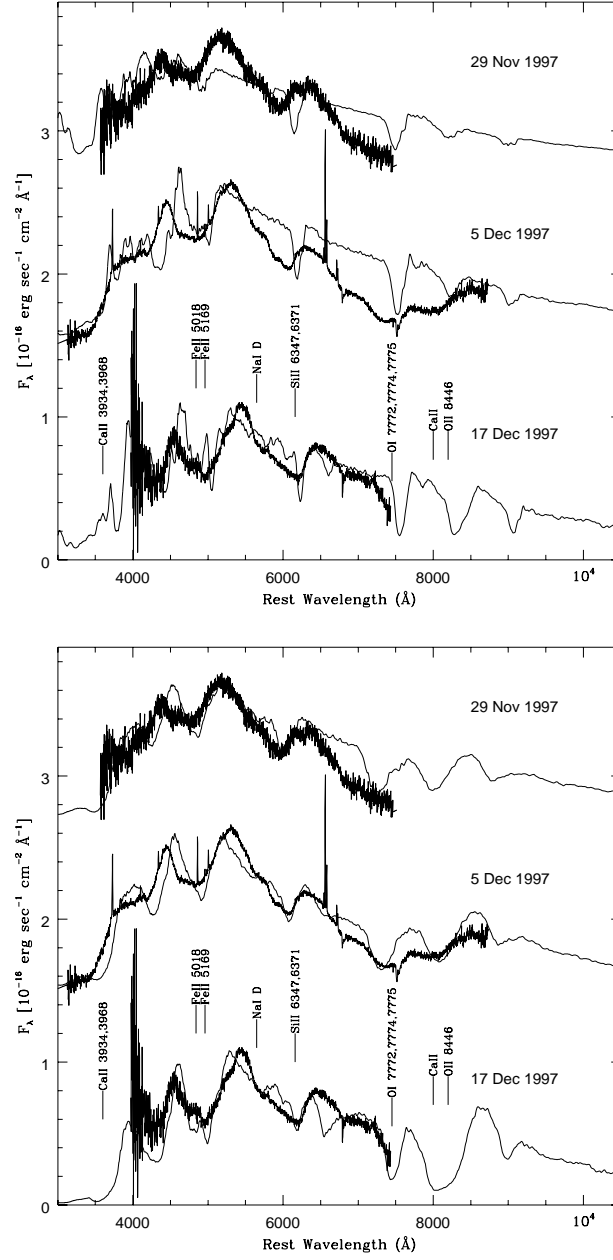 29 Nov 1997
3
5 Dec 1997
2
F_λ [10^-16 erg sec^-1 cm^-2 Å^-1]
CaII 3934,3968
FeII 5018
FeII 5169
NaI D
SiII 6347,6371
OI 7772,7774,7775
CaII
OII 8446
1
17 Dec 1997
0
4000
6000
8000
10^4
Rest Wavelength (Å)
29 Nov 1997
3
5 Dec 1997
2
F_λ [10^-16 erg sec^-1 cm^-2 Å^-1]
CaII 3934,3968
FeII 5018
FeII 5169
NaI D
SiII 6347,6371
OI 7772,7774,7775
CaII
OII 8446
1
17 Dec 1997
0
4000
6000
8000
10^4
Rest Wavelength (Å)